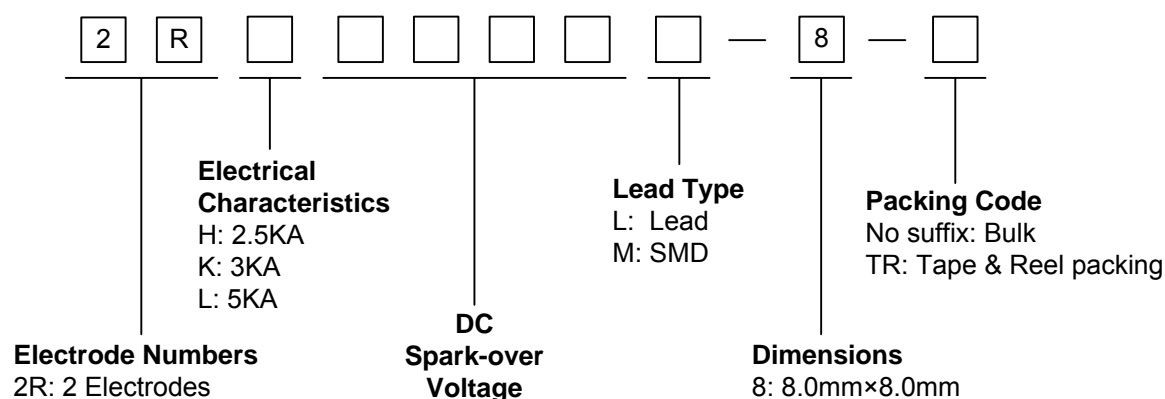 2 R — 8 —
Electrical
Characteristics
H: 2.5KA
K: 3KA
L: 5KA
Lead Type
L: Lead
M: SMD
Packing Code
No suffix: Bulk
TR: Tape & Reel packing
Electrode Numbers
2R: 2 Electrodes
DC
Spark-over
Voltage
Dimensions
8: 8.0mm×8.0mm